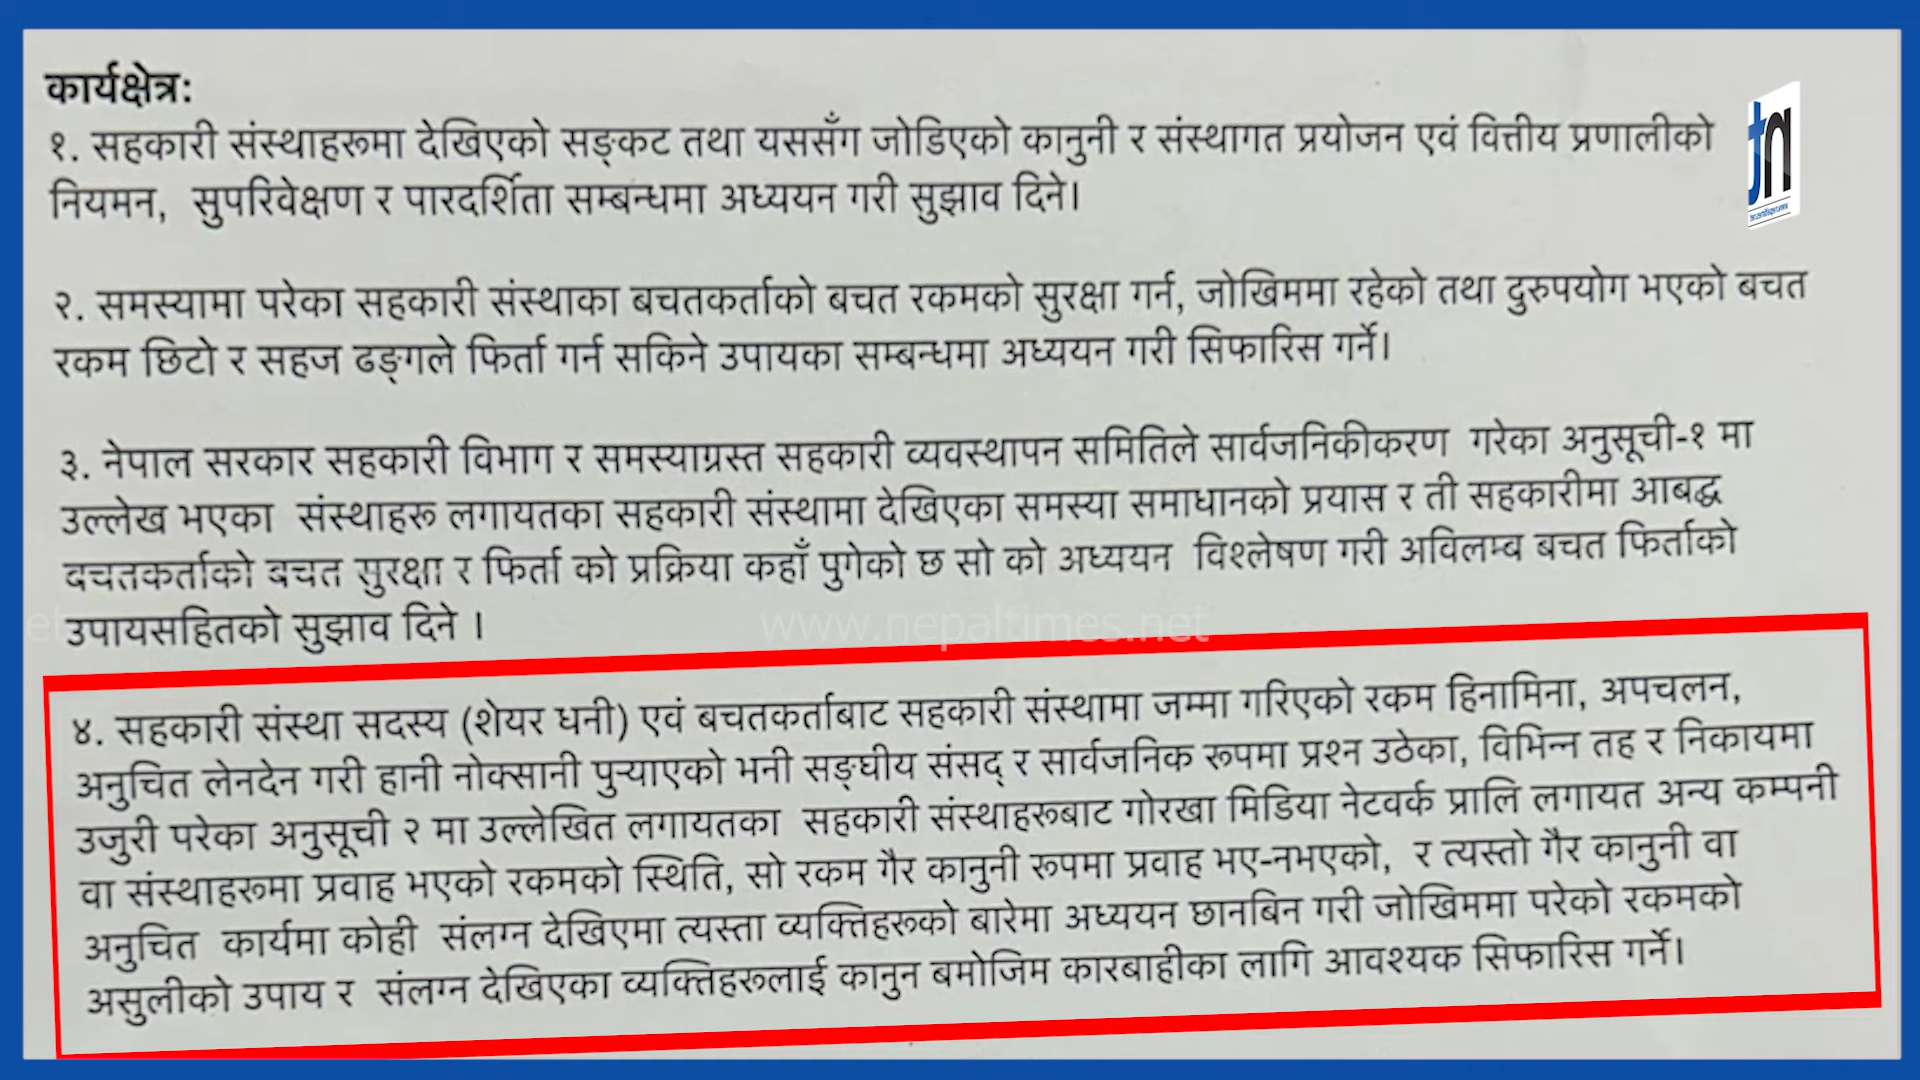 कार्यक्षेत्र:
१. सहकारी संस्थाहरूमा देखिएको सङ्कट तथा यससँग जोडिएको कानुनी र संस्थागत प्रयोजन एवं वित्तीय प्रणालीको
नियमन, सुपरिवेक्षण र पारदर्शिता सम्बन्धमा अध्ययन गरी सुझाव दिने।
tn
२. समस्यामा परेका सहकारी संस्थाका बचतकर्ताको बचत रकमको सुरक्षा गर्न, जोखिममा रहेको तथा दुरुपयोग भएको बचत
रकम छिटो र सहज ढङ्गले फिर्ता गर्न सकिने उपायका सम्बन्धमा अध्ययन गरी सिफारिस गर्ने।
३. नेपाल सरकार सहकारी विभाग र समस्याग्रस्त सहकारी व्यवस्थापन समितिले सार्वजनिकीकरण गरेका अनुसूची-१ मा
उल्लेख भएका संस्थाहरू लगायतका सहकारी संस्थामा देखिएका समस्या समाधानको प्रयास र ती सहकारीमा आबद्ध
बचतकर्ताको बचत सुरक्षा र फिर्ता को प्रक्रिया कहाँ पुगेको छ सो को अध्ययन विश्लेषण गरी अविलम्ब बचत फिर्ताको
उपायसहितको सुझाव दिने ।
www.nepaltimes.net
४. सहकारी संस्था सदस्य (शेयर धनी) एवं बचतकर्ताबाट सहकारी संस्थामा जम्मा गरिएको रकम हिनामिना, अपचलन,
अनुचित लेनदेन गरी हानी नोक्सानी पुऱ्याएको भनी सङ्घीय संसद् र सार्वजनिक रूपमा प्रश्न उठेका, विभिन्न तह र निकायमा
उजुरी परेका अनुसूची २ मा उल्लेखित लगायतका सहकारी संस्थाहरूबाट गोरखा मिडिया नेटवर्क प्रालि लगायत अन्य कम्पनी
वा संस्थाहरूमा प्रवाह भएको रकमको स्थिति, सो रकम गैर कानुनी रूपमा प्रवाह भए-नभएको, र त्यस्तो गैर कानुनी वा
अनुचित कार्यमा कोही संलग्न देखिएमा त्यस्ता व्यक्तिहरूको बारेमा अध्ययन छानबिन गरी जोखिममा परेको रकमको
असुलीको उपाय र संलग्न देखिएका व्यक्तिहरूलाई कानुन बमोजिम कारबाहीका लागि आवश्यक सिफारिस गर्ने।